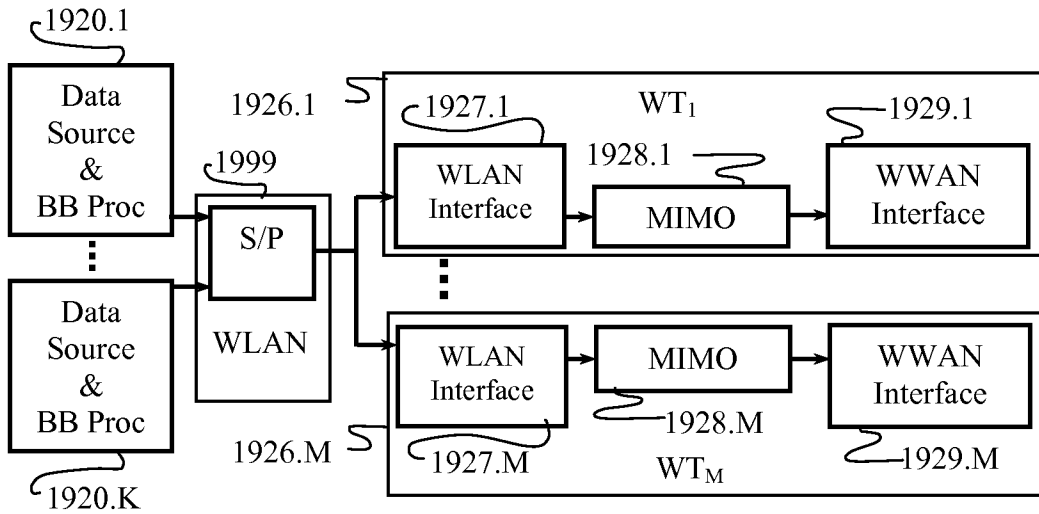 1920.1
Data
Source
&
BB Proc
1999
S/P
WLAN
Data
Source
&
BB Proc
1920.K
1926.1
WT1
1927.1
WLAN
Interface
1928.1
MIMO
1929.1
WWAN
Interface
WLAN
Interface
MIMO
WWAN
Interface
1926.M
1927.M
1928.M
WTM
1929.M